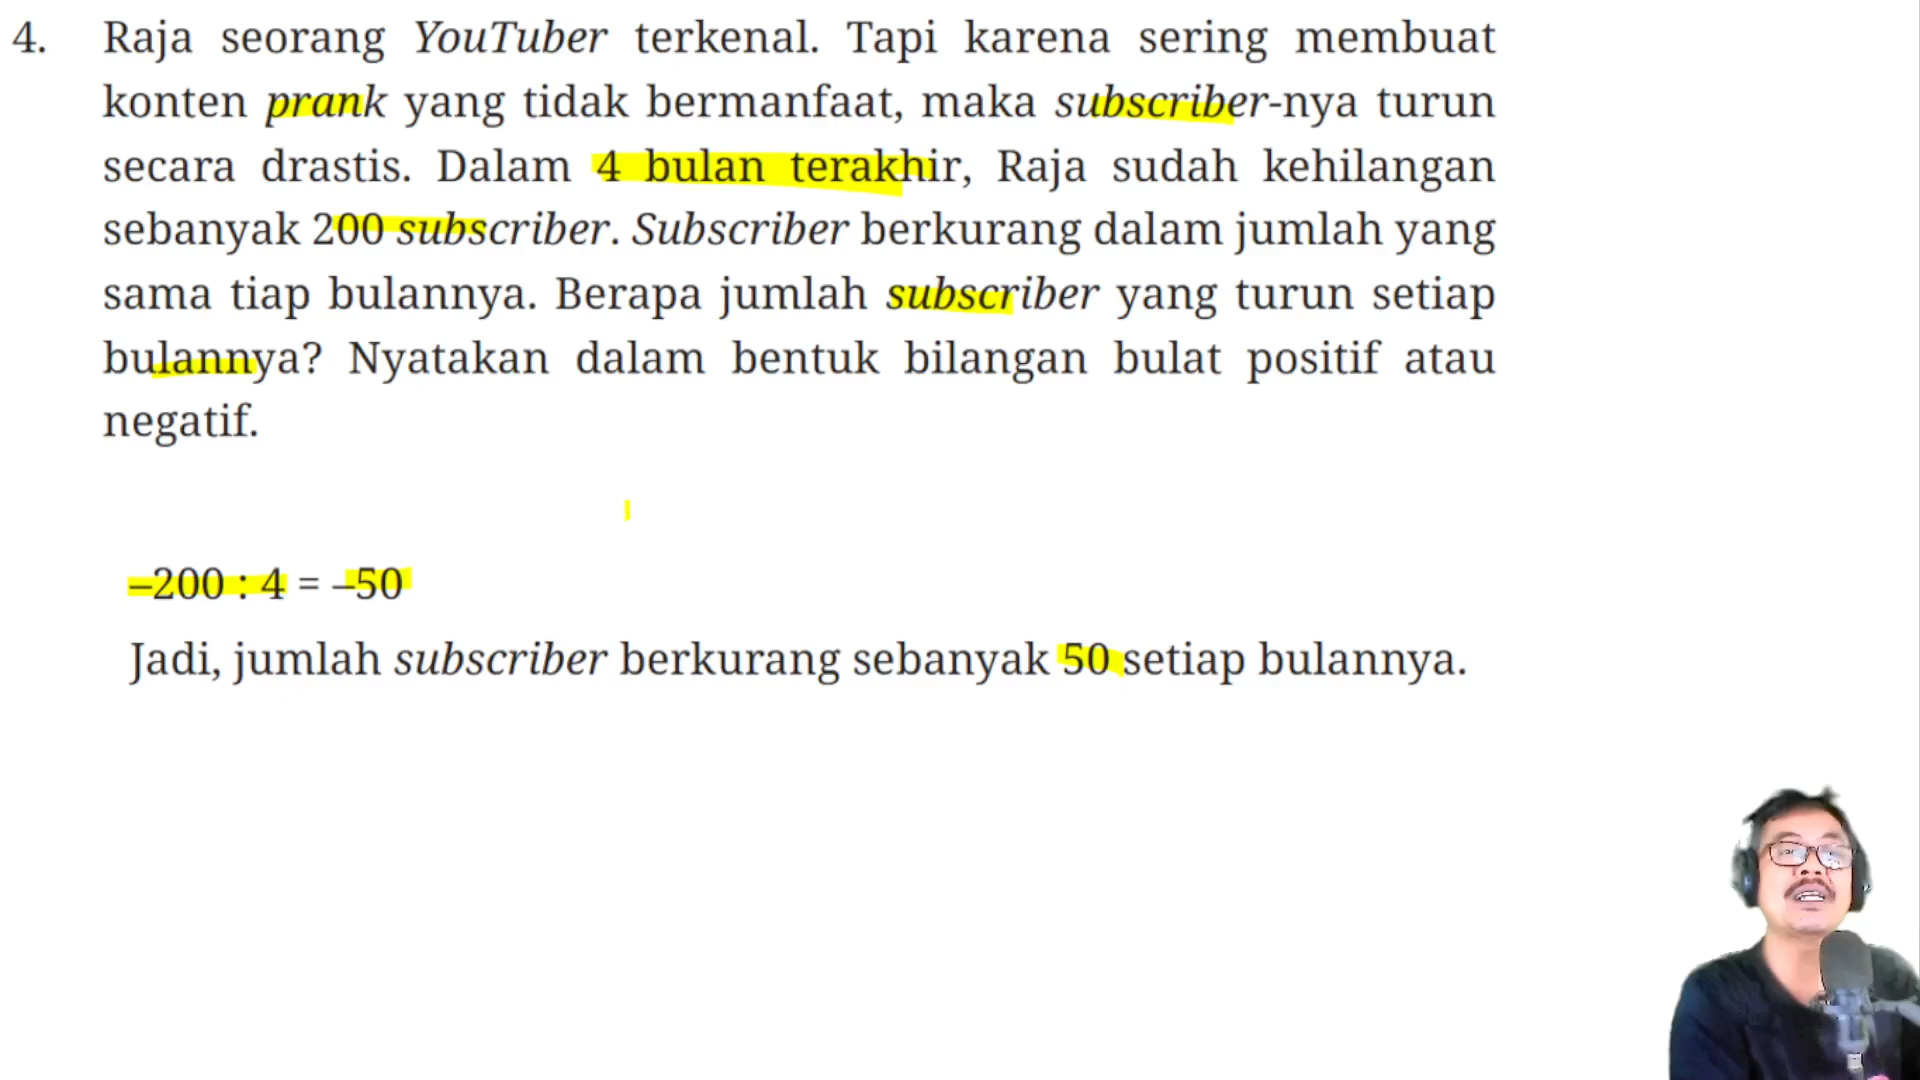 4. Raja seorang YouTuber terkenal. Tapi karena sering membuat
konten prank yang tidak bermanfaat, maka subscriber-nya turun
secara drastis. Dalam 4 bulan terakhir, Raja sudah kehilangan
sebanyak 200 subscriber. Subscriber berkurang dalam jumlah yang
sama tiap bulannya. Berapa jumlah subscriber yang turun setiap
bulannya? Nyatakan dalam bentuk bilangan bulat positif atau
negatif.
–200 : 4 = –50
Jadi, jumlah subscriber berkurang sebanyak 50 setiap bulannya.